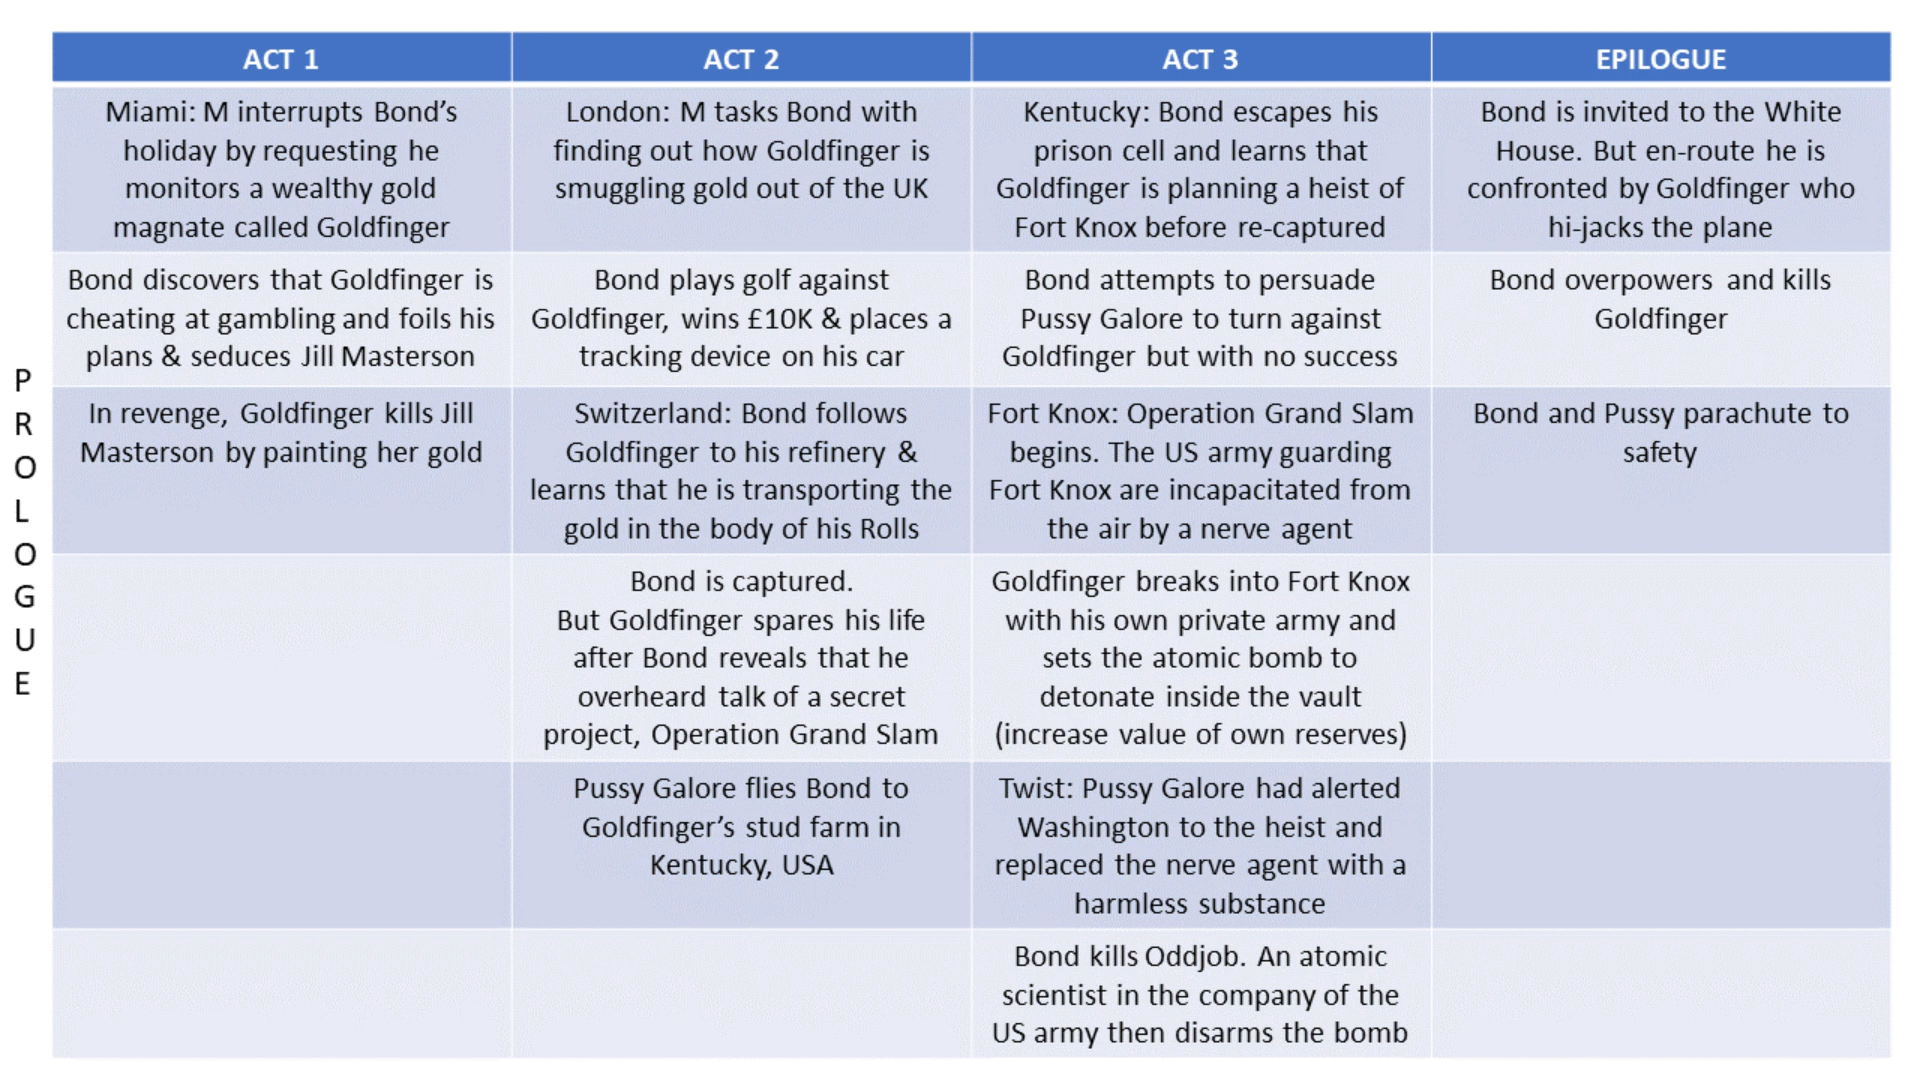 PROLOGUE
ACT 1
Miami: M interrupts Bond’s
holiday by requesting he
monitors a wealthy gold
magnate called Goldfinger
Bond discovers that Goldfinger is
cheating at gambling and foils his
plans & seduces Jill Masterson
In revenge, Goldfinger kills Jill
Masterson by painting her gold
ACT 2
London: M tasks Bond with
finding out how Goldfinger is
smuggling gold out of the UK
Bond plays golf against
Goldfinger, wins £10K & places a
tracking device on his car
Switzerland: Bond follows
Goldfinger to his refinery &
learns that he is transporting the
gold in the body of his Rolls
Bond is captured.
But Goldfinger spares his life
after Bond reveals that he
overheard talk of a secret
project, Operation Grand Slam
Pussy Galore flies Bond to
Goldfinger’s stud farm in
Kentucky, USA
ACT 3
Kentucky: Bond escapes his
prison cell and learns that
Goldfinger is planning a heist of
Fort Knox before re-captured
Bond attempts to persuade
Pussy Galore to turn against
Goldfinger but with no success
Fort Knox: Operation Grand Slam
begins. The US army guarding
Fort Knox are incapacitated from
the air by a nerve agent
Goldfinger breaks into Fort Knox
with his own private army and
sets the atomic bomb to
detonate inside the vault
(increase value of own reserves)
Twist: Pussy Galore had alerted
Washington to the heist and
replaced the nerve agent with a
harmless substance
Bond kills Oddjob. An atomic
scientist in the company of the
US army then disarms the bomb
EPILOGUE
Bond is invited to the White
House. But en-route he is
confronted by Goldfinger who
hi-jacks the plane
Bond overpowers and kills
Goldfinger
Bond and Pussy parachute to
safety